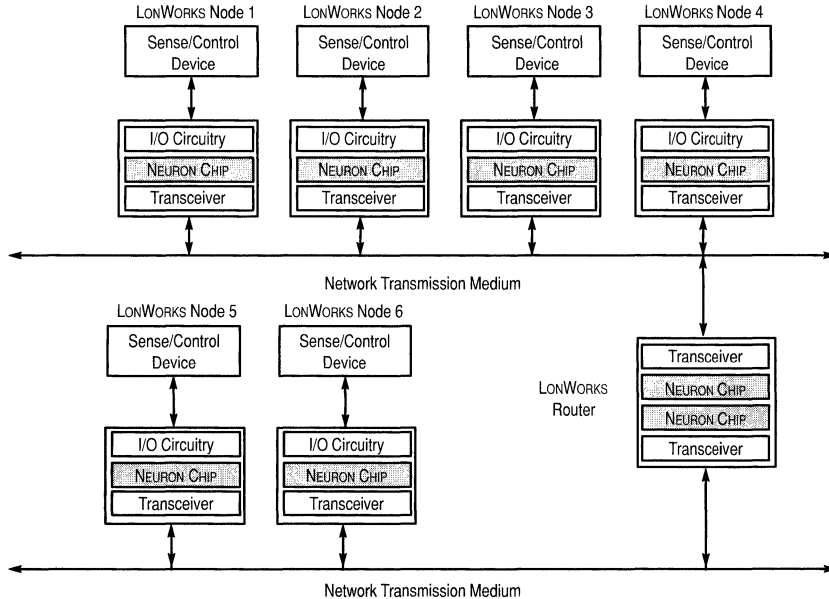 LONWORKS Node 1
LONWORKS Node 2
LONWORKS Node 3
LONWORKS Node 4
Sense/Control
Device
Sense/Control
Device
Sense/Control
Device
Sense/Control
Device
I/O Circuitry
NEURON CHIP
Transceiver
I/O Circuitry
NEURON CHIP
Transceiver
I/O Circuitry
NEURON CHIP
Transceiver
I/O Circuitry
NEURON CHIP
Transceiver
Network Transmission Medium
LONWORKS Node 5
LONWORKS Node 6
Sense/Control
Device
Sense/Control
Device
I/O Circuitry
NEURON CHIP
Transceiver
I/O Circuitry
NEURON CHIP
Transceiver
LONWORKS
Router
Transceiver
NEURON CHIP
NEURON CHIP
Transceiver
Network Transmission Medium